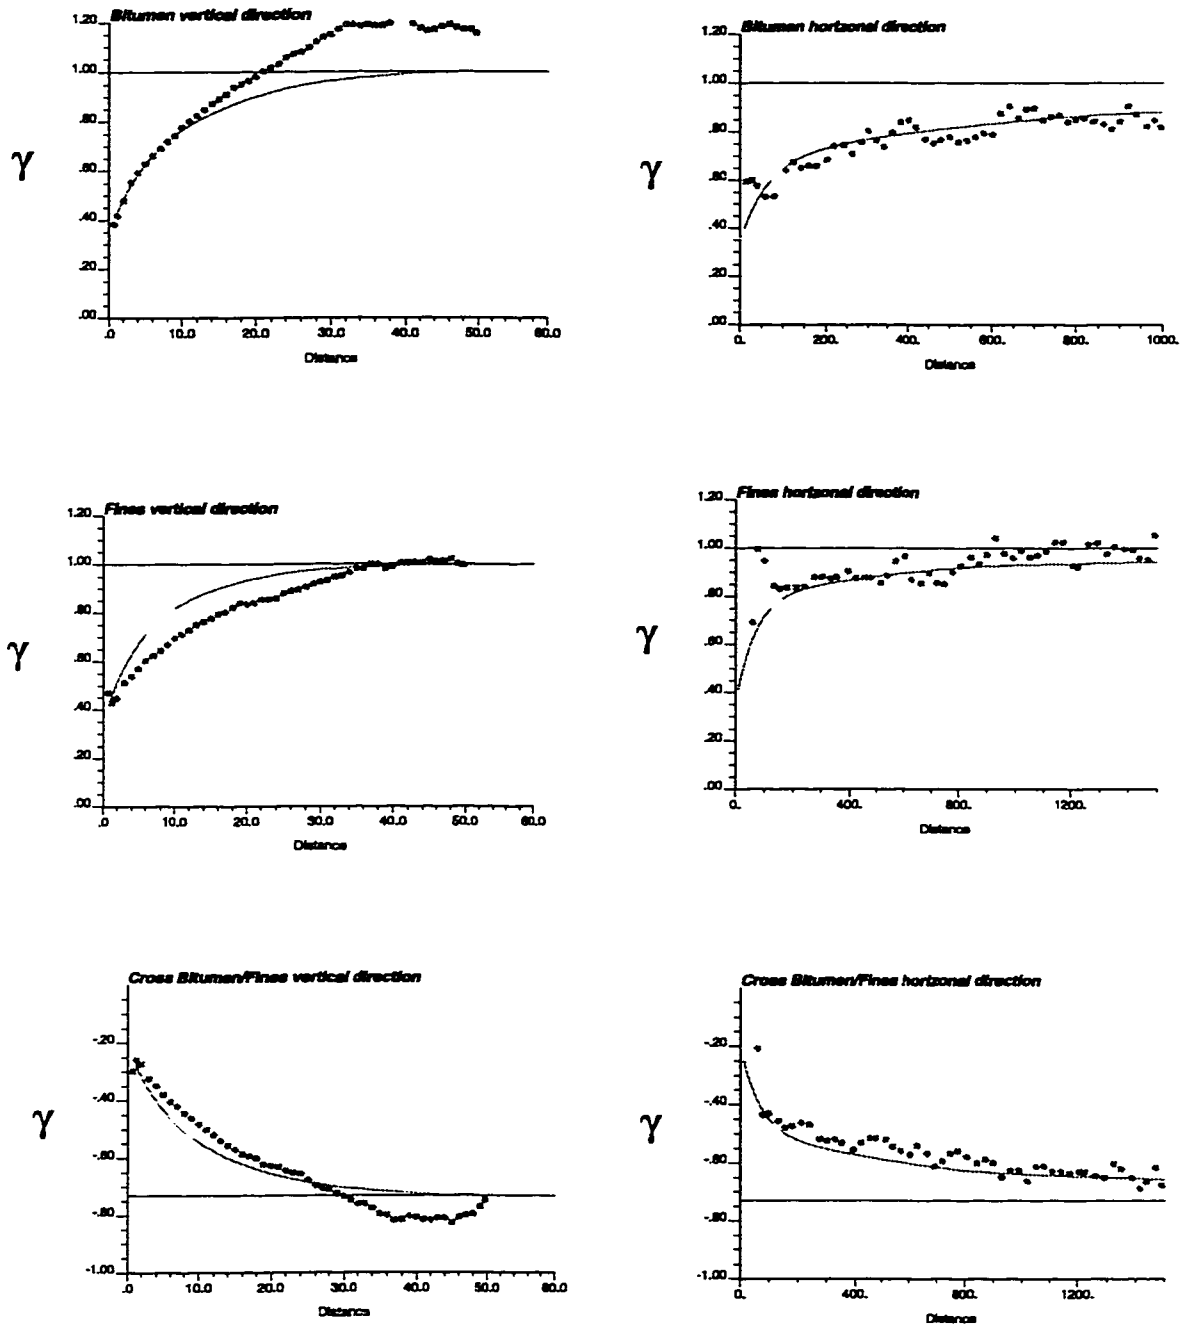 Bitumen vertical direction
γ
1.20
1.00
.80
.60
.40
.20
.00
.0 10.0 20.0 30.0 40.0 50.0 60.0
Distance
Bitumen horizonal direction
γ
1.20
1.00
.80
.60
.40
.20
.00
0. 200. 400. 600. 800. 1000.
Distance
Fines vertical direction
γ
1.20
1.00
.80
.60
.40
.20
.00
.0 10.0 20.0 30.0 40.0 50.0 60.0
Distance
Fines horizonal direction
γ
1.20
1.00
.80
.60
.40
.20
.00
0. 400. 800. 1200.
Distance
Cross Bitumen/Fines vertical direction
γ
-.20
-.40
-.60
-.80
-1.00
.0 10.0 20.0 30.0 40.0 50.0 60.0
Distance
Cross Bitumen/Fines horizonal direction
γ
-.20
-.40
-.60
-.80
-1.00
0. 400. 800. 1200.
Distance